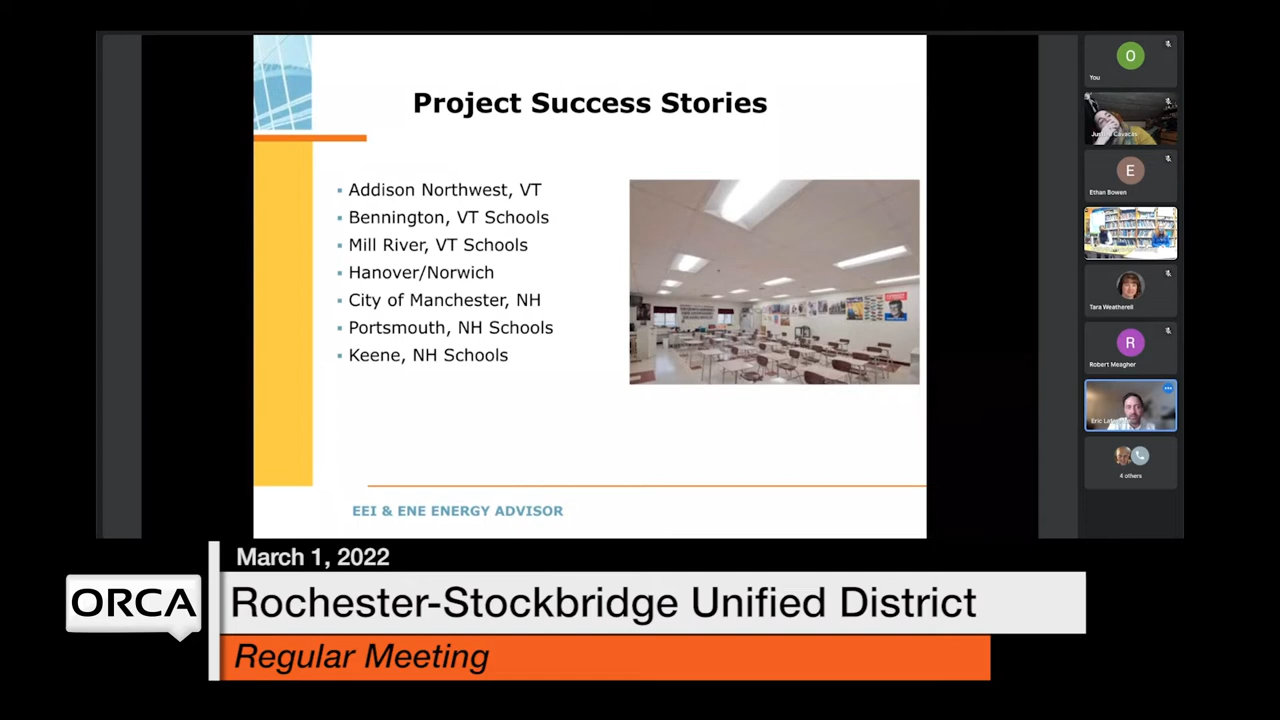 Project Success Stories
Addison Northwest, VT
Bennington, VT Schools
Mill River, VT Schools
Hanover/Norwich
City of Manchester, NH
Portsmouth, NH Schools
Keene, NH Schools
EEI & ENE ENERGY ADVISOR
O
You
Cavacas
E
Ethan Bowen
Tara Weatherell
R
Robert Meagher
Eric
4 others
March 1, 2022
ORCA
Rochester-Stockbridge Unified District
Regular Meeting